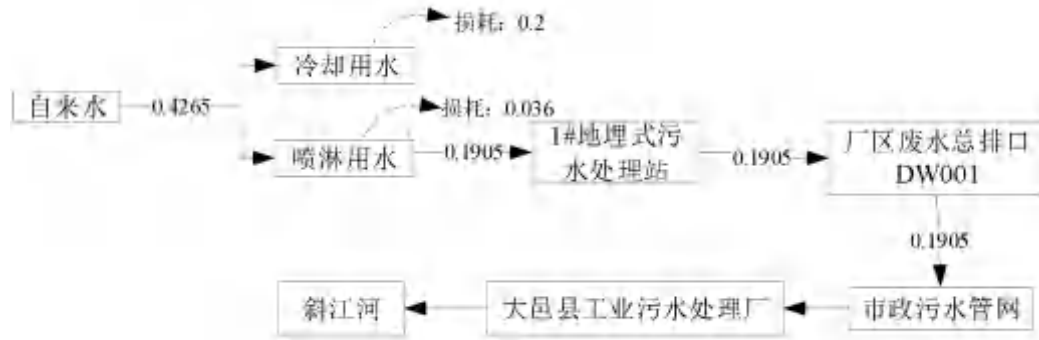 损耗：0.2
冷却用水
自来水
0.4265
损耗：0.036
喷淋用水
0.1905
1#地埋式污
水处理站
0.1905
厂区废水总排口
DW001
0.1905
斜江河
大邑县工业污水处理厂
市政污水管网